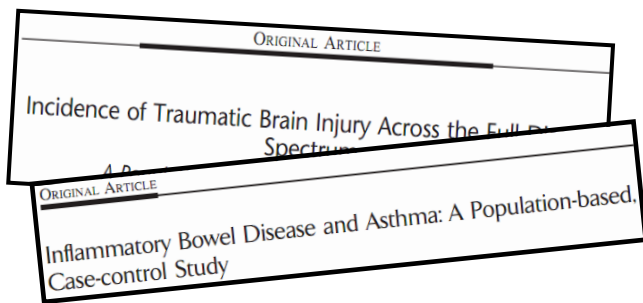 ORIGINAL ARTICLE
Incidence of Traumatic Brain Injury Across the Full
Spectrum
A
ORIGINAL ARTICLE
Inflammatory Bowel Disease and Asthma: A Population-based,
Case-control Study